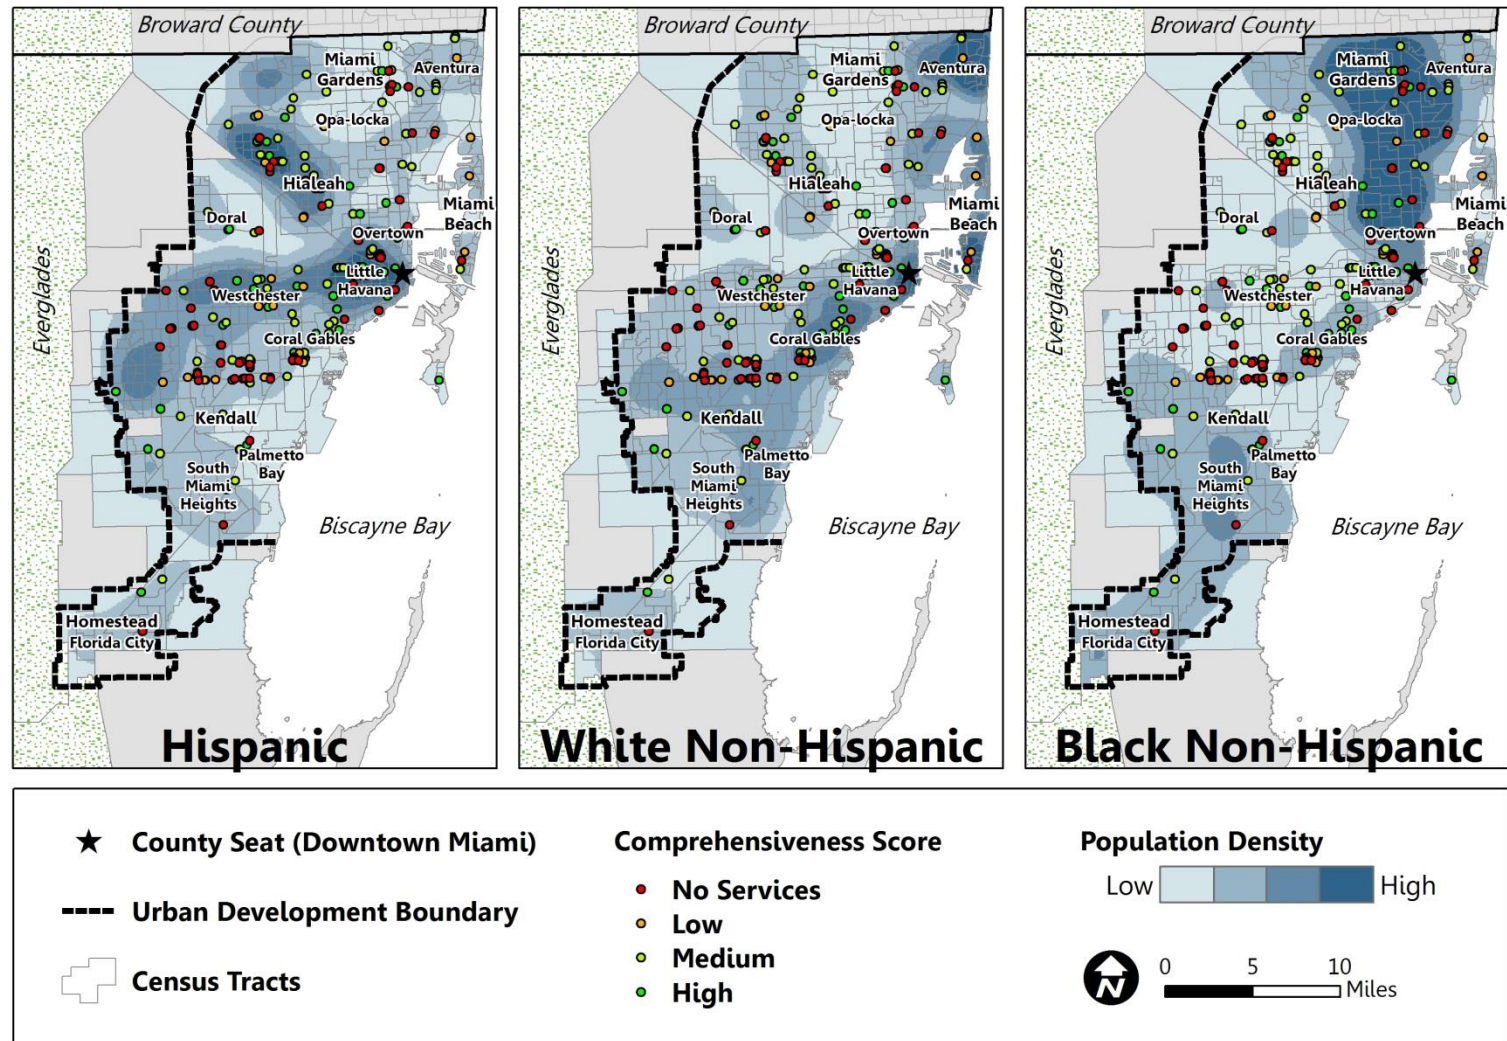 Broward County
Miami
Gardens
Aventura
Opa-locka
Hialeah
Miami
Beach
Doral
Overtown
Little
Havana
Westchester
Coral Gables
Everglades
Kendall
Palmetto
Bay
South
Miami
Heights
Biscayne Bay
Homestead
Florida City
Hispanic
Broward County
Miami
Gardens
Aventura
Opa-locka
Hialeah
Miami
Beach
Doral
Overtown
Little
Havana
Westchester
Coral Gables
Everglades
Kendall
Palmetto
Bay
South
Miami
Heights
Biscayne Bay
Homestead
Florida City
White Non-Hispanic
Broward County
Miami
Gardens
Aventura
Opa-locka
Hialeah
Miami
Beach
Doral
Overtown
Little
Havana
Westchester
Coral Gables
Everglades
Kendall
Palmetto
Bay
South
Miami
Heights
Biscayne Bay
Homestead
Florida City
Black Non-Hispanic
County Seat (Downtown Miami)
Urban Development Boundary
Census Tracts
Comprehensiveness Score
No Services
Low
Medium
High
Population Density
Low High
N
0 5 10
Miles